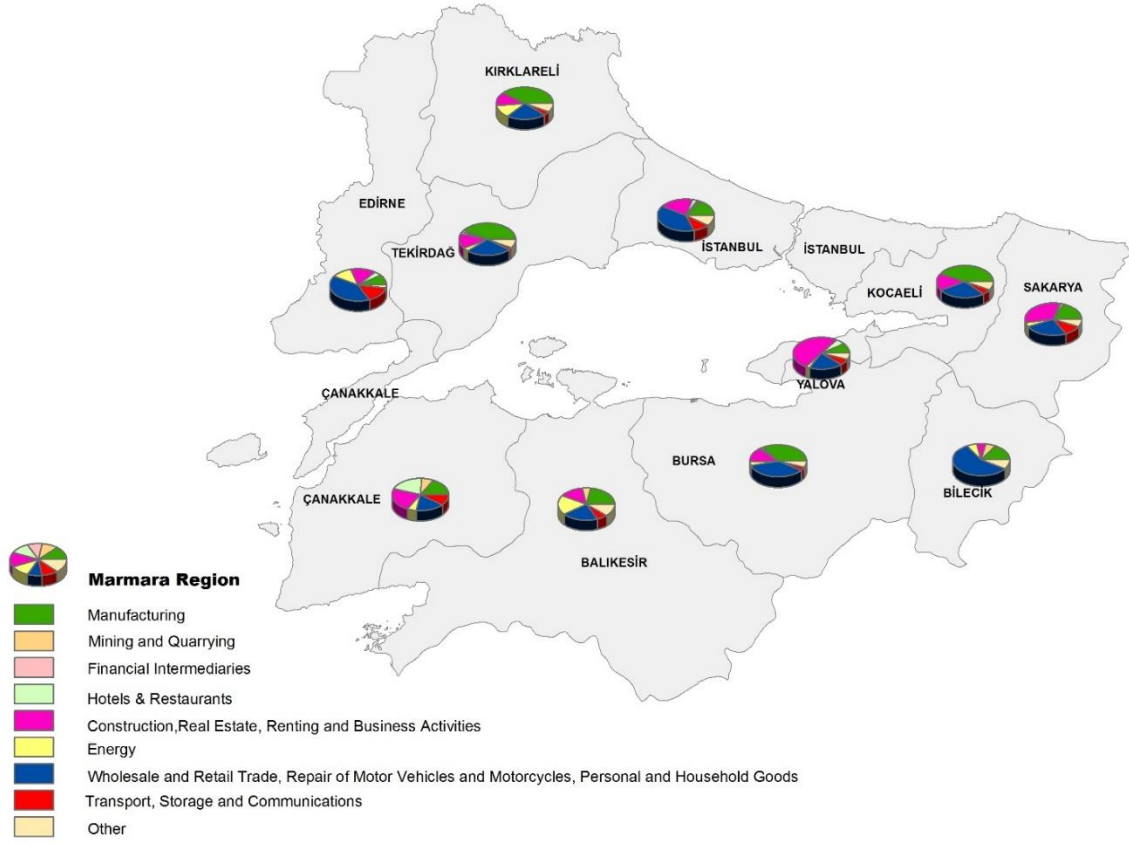 KIRKLARELİ
EDİRNE
TEKİRDAĞ
İSTANBUL
İSTANBUL
KOCAELİ
SAKARYA
YALOVA
ÇANAKKALE
BURSA
BİLECİK
ÇANAKKALE
BALIKESİR
Marmara Region
Manufacturing
Mining and Quarrying
Financial Intermediaries
Hotels & Restaurants
Construction,Real Estate, Renting and Business Activities
Energy
Wholesale and Retail Trade, Repair of Motor Vehicles and Motorcycles, Personal and Household Goods
Transport, Storage and Communications
Other